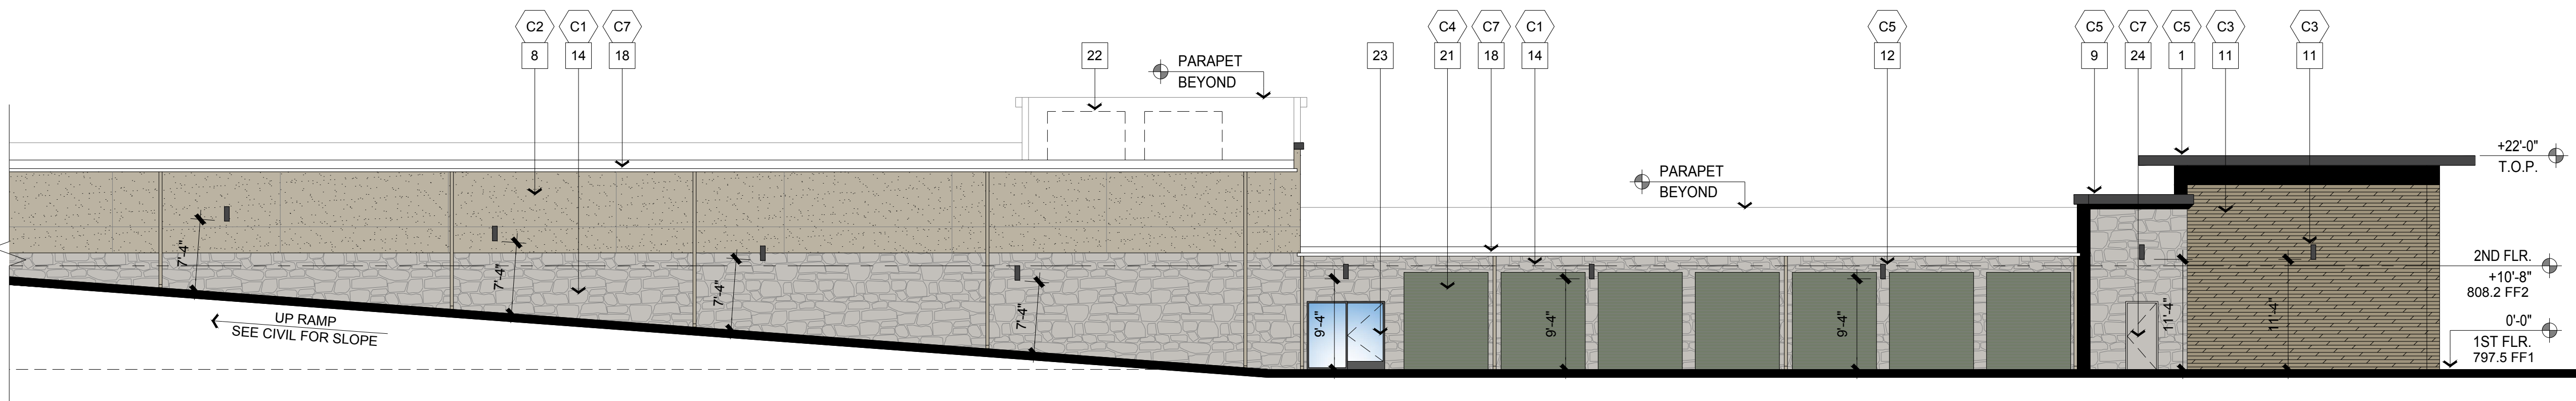 C2 C1 C7 C4 C7 C1 C5 C5 C7 C5 C3 C3
8 14 18 22 23 21 18 14 12 9 24 1 11 11
PARAPET
BEYOND
PARAPET
BEYOND
+22'-0"
T.O.P.
7'-4"
7'-4"
7'-4"
7'-4"
9'-4"
9'-4"
9'-4"
11'-4"
11'-4"
2ND FLR.
+10'-8"
808.2 FF2
UP RAMP
SEE CIVIL FOR SLOPE
0'-0"
1ST FLR.
797.5 FF1